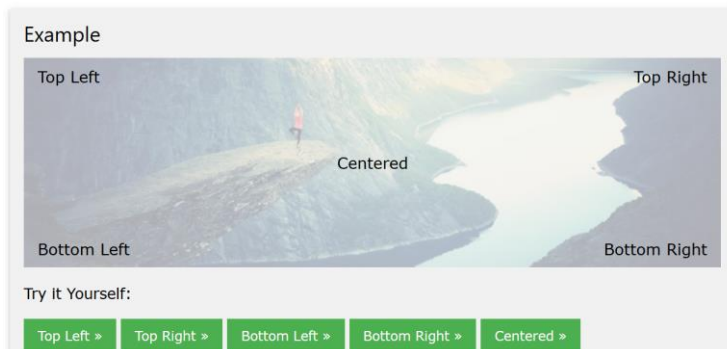 Example
Top Left Top Right
Centered
Bottom Left Bottom Right
Try it Yourself:
Top Left » Top Right » Bottom Left » Bottom Right » Centered »